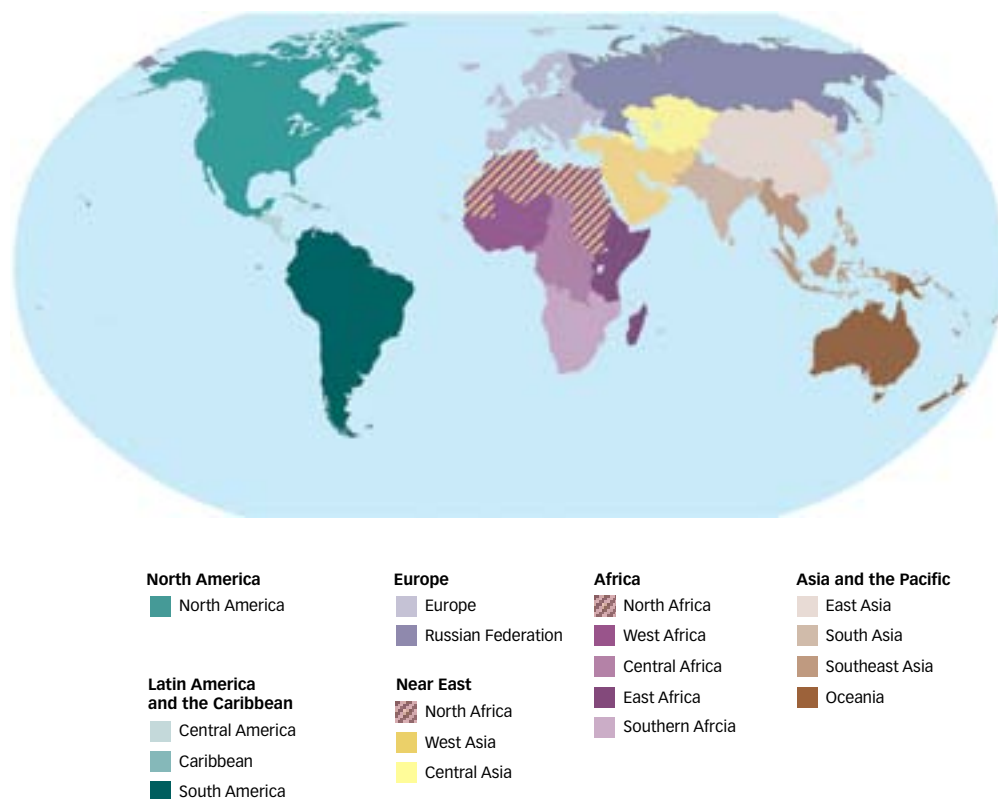 North America
North America
Latin America
and the Caribbean
Central America
Caribbean
South America
Europe
Europe
Russian Federation
Near East
North Africa
West Asia
Central Asia
Africa
North Africa
West Africa
Central Africa
East Africa
Southern Afrcia
Asia and the Pacific
East Asia
South Asia
Southeast Asia
Oceania